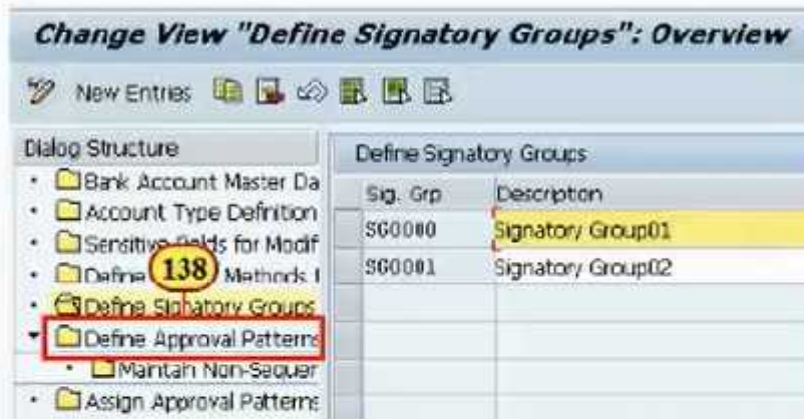 Change View "Define Signatory Groups": Overview
New Entries
Dialog Structure
Bank Account Master Da
Account Type Definition
Sensitive Fields for Modif
Define Methods
138
Define Signatory Groups
Define Approval Patterns
Maintain Non-Sequer
Assign Approval Patterns
Define Signatory Groups
Sig. Grp Description
SG0000 Signatory Group01
SG0001 Signatory Group02